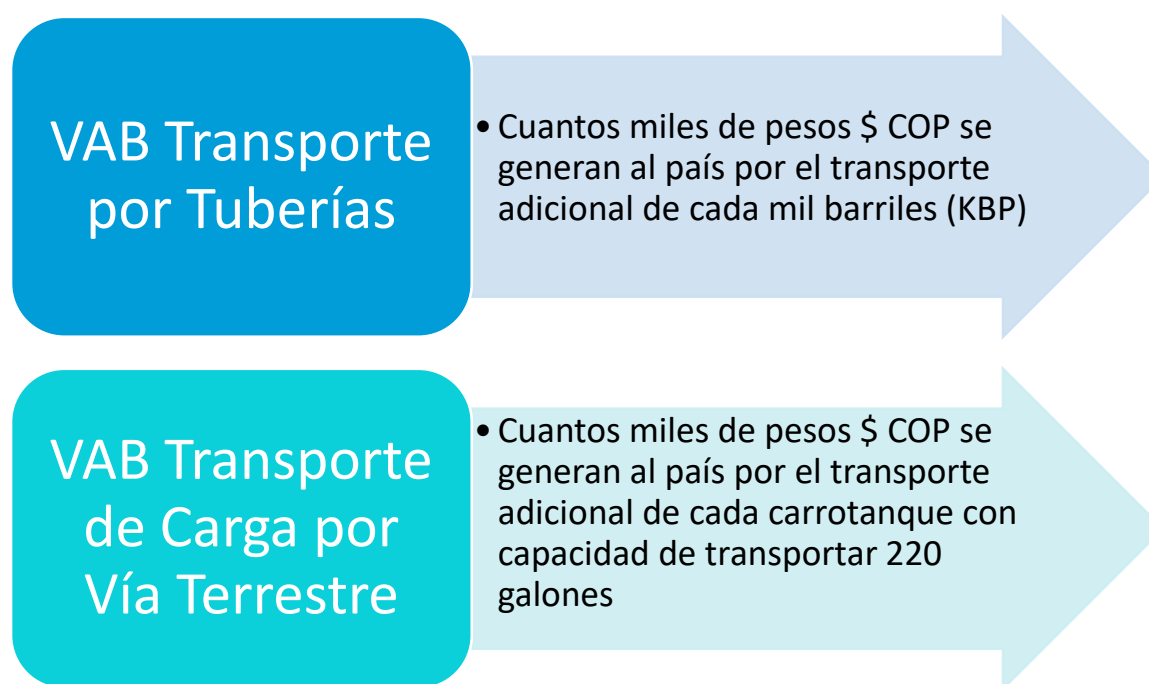 VAB Transporte
por Tuberías
• Cuantos miles de pesos $ COP se
generan al país por el transporte
adicional de cada mil barriles (KBP)
VAB Transporte
de Carga por
Vía Terrestre
• Cuantos miles de pesos $ COP se
generan al país por el transporte
adicional de cada carrotanque con
capacidad de transportar 220
galones